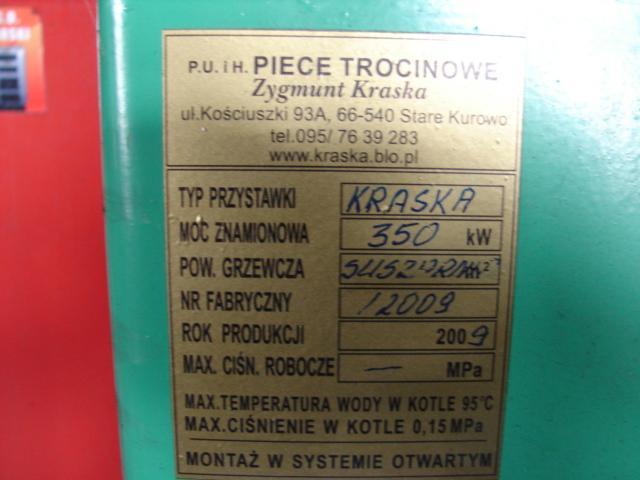 P.U. i H. PIECE TROCINOWE
Zygmunt Kraska
ul.Kościuszki 93A, 66-540 Stare Kurowo
tel.095/ 76 39 283
www.kraska.blo.pl
TYP PRZYSTAWKI KRASKA
MOC ZNAMIONOWA 350 kW
POW. GRZEWCZA m²
NR FABRYCZNY 12009
ROK PRODUKCJI 2009
MAX. CIŚN. ROBOCZE — MPa
MAX.TEMPERATURA WODY W KOTLE 95°C
MAX.CIŚNIENIE W KOTLE 0,15 MPa
MONTAŻ W SYSTEMIE OTWARTYM